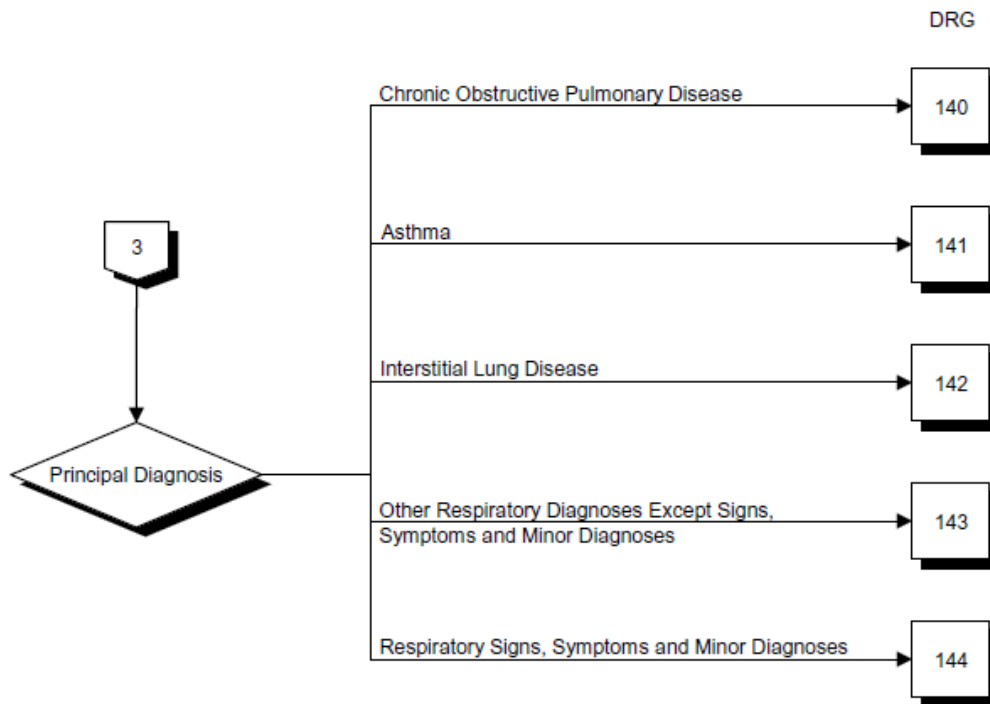 DRG
Chronic Obstructive Pulmonary Disease
140
Asthma
141
3
Interstitial Lung Disease
142
Principal Diagnosis
Other Respiratory Diagnoses Except Signs,
Symptoms and Minor Diagnoses
143
Respiratory Signs, Symptoms and Minor Diagnoses
144